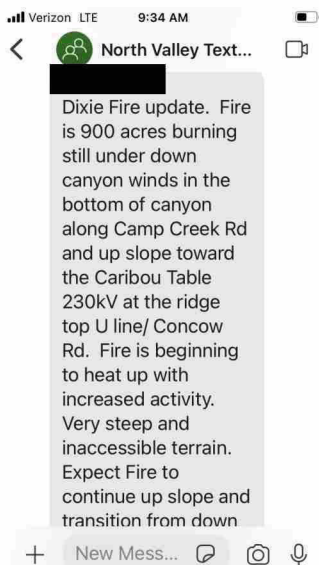 Verizon LTE 9:34 AM
North Valley Text...
Dixie Fire update. Fire
is 900 acres burning
still under down
canyon winds in the
bottom of canyon
along Camp Creek Rd
and up slope toward
the Caribou Table
230kV at the ridge
top U line/ Concow
Rd. Fire is beginning
to heat up with
increased activity.
Very steep and
inaccessible terrain.
Expect Fire to
continue up slope and
transition from down
New Mess...